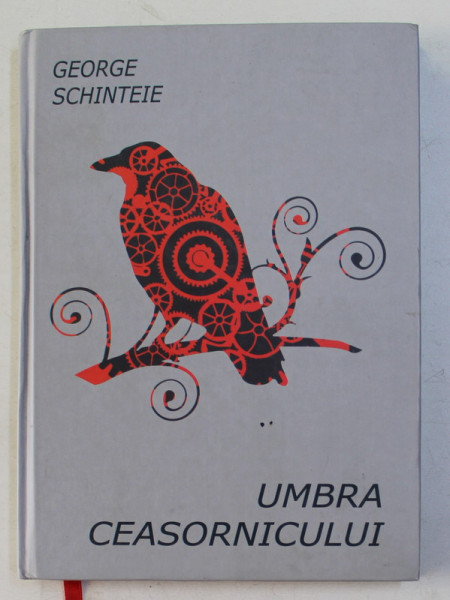 GEORGE
SCHINTEIE
UMBRA
CEASORNICULUI